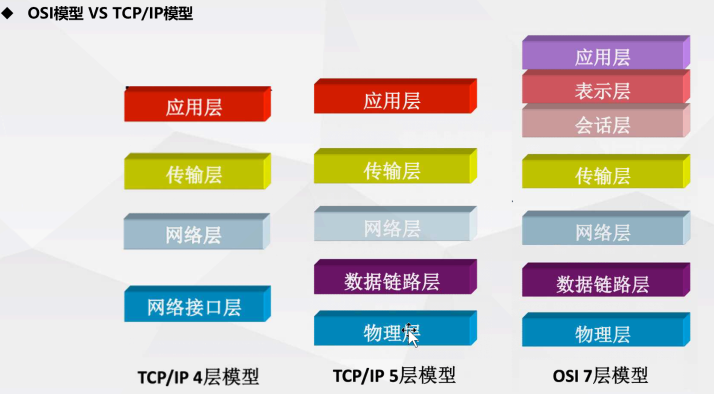 ◆ OSI模型 VS TCP/IP模型
应用层
传输层
网络层
网络接口层
TCP/IP 4层模型
应用层
传输层
网络层
数据链路层
物理层
TCP/IP 5层模型
应用层
表示层
会话层
传输层
网络层
数据链路层
物理层
OSI 7层模型